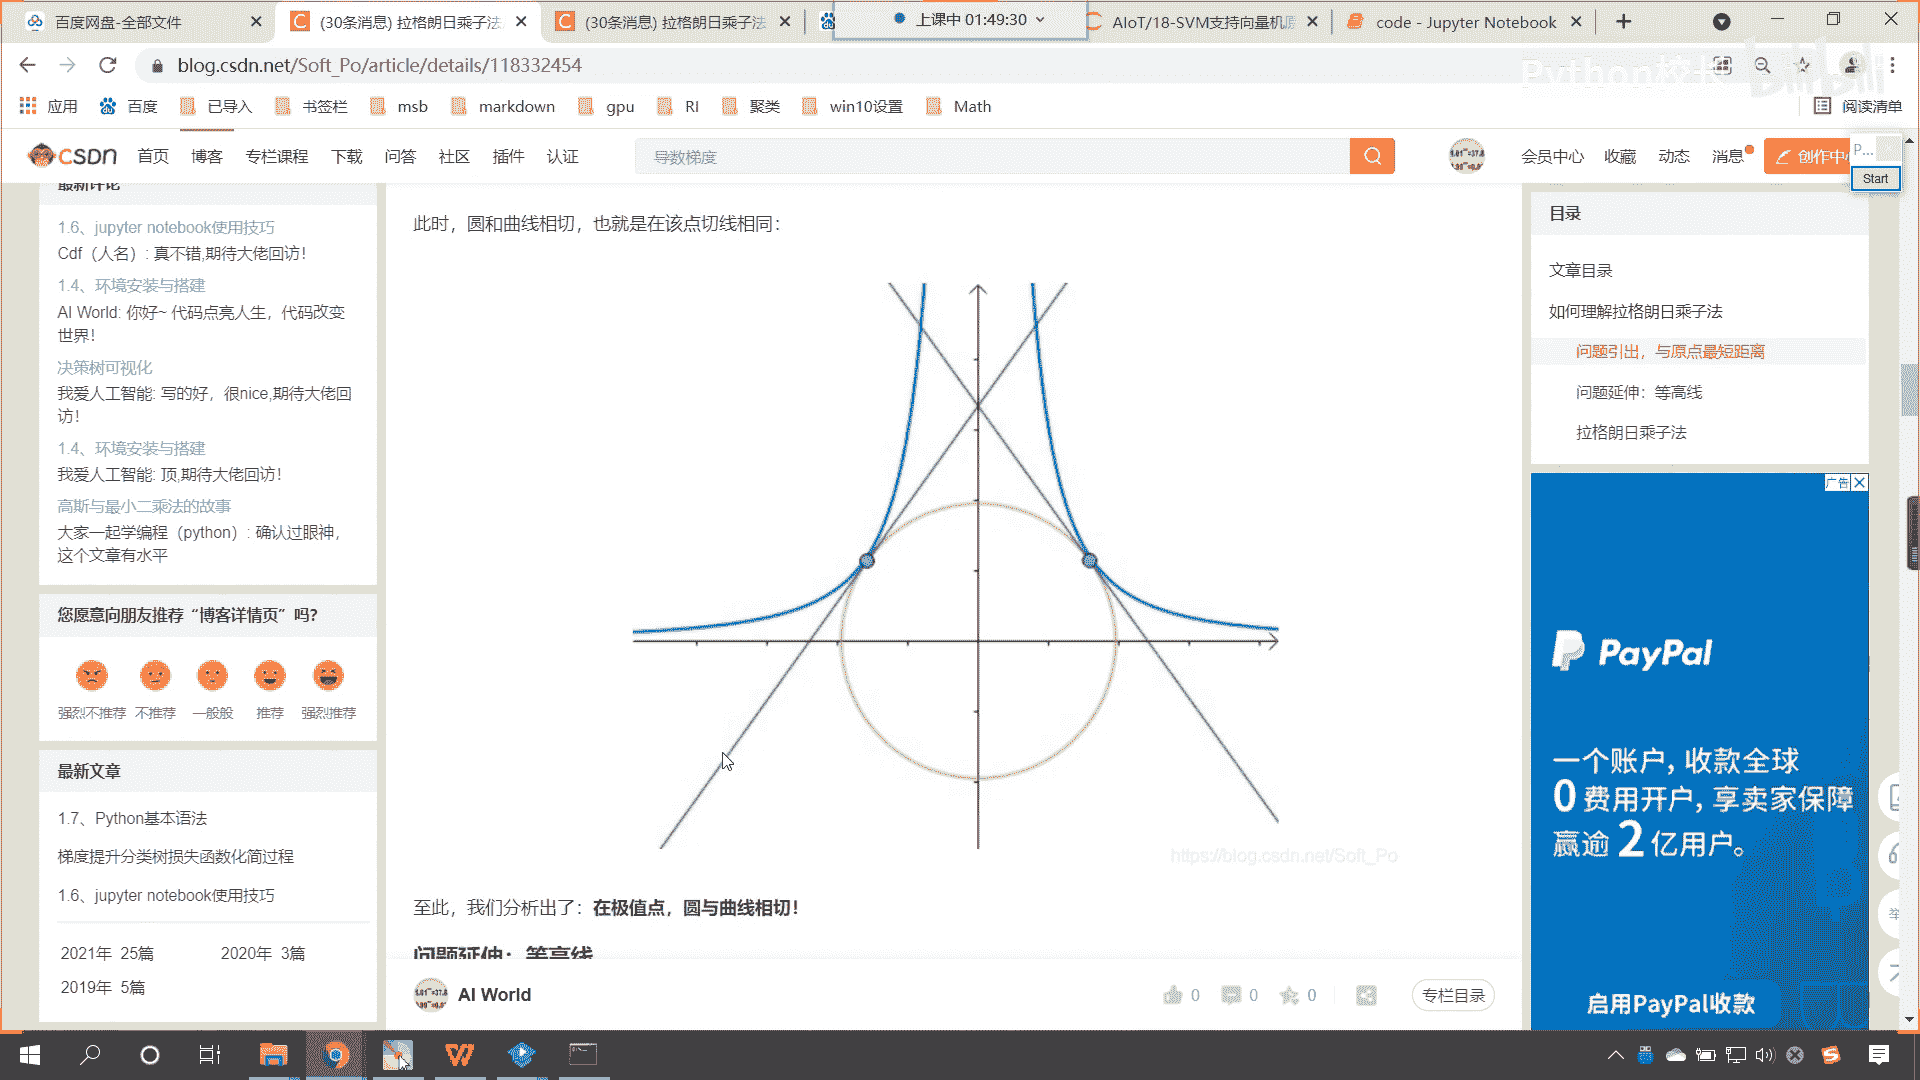 百度网盘-全部文件
(30条消息) 拉格朗日乘子法
(30条消息) 拉格朗日乘子法
上课中 01:49:30
AIoT/18-SVM支持向量机
code - Jupyter Notebook
blog.csdn.net/Soft_Po/article/details/118332454
应用
百度
已导入
书签栏
msb
markdown
gpu
RI
聚类
win10设置
Math
阅读清单
CSDN
首页
博客
专栏课程
下载
问答
社区
插件
认证
导数梯度
会员中心
收藏
动态
消息
创作中心
P...
Start
最新评论
1.6、jupyter notebook使用技巧
Cdf（人名）: 真不错,期待大佬回访！
1.4、环境安装与搭建
AI World: 你好~ 代码点亮人生，代码改变
世界！
决策树可视化
我爱人工智能: 写的好，很nice,期待大佬回
访！
1.4、环境安装与搭建
我爱人工智能: 顶,期待大佬回访！
高斯与最小二乘法的故事
大家一起学编程（python）: 确认过眼神，
这个文章有水平
您愿意向朋友推荐“博客详情页”吗？
强烈不推荐
不推荐
一般般
推荐
强烈推荐
最新文章
1.7、Python基本语法
梯度提升分类树损失函数化简过程
1.6、jupyter notebook使用技巧
2021年 25篇
2020年 3篇
2019年 5篇
此时，圆和曲线相切，也就是在该点切线相同：
https://blog.csdn.net/Soft_Po
至此，我们分析出了：在极值点，圆与曲线相切！
问题延伸：等高线
AI World
0
0
0
专栏目录
目录
文章目录
如何理解拉格朗日乘子法
问题引出，与原点最短距离
问题延伸：等高线
拉格朗日乘子法
广告
PayPal
一个账户, 收款全球
0 费用开户, 享卖家保障
赢逾 2 亿用户。
启用PayPal收款